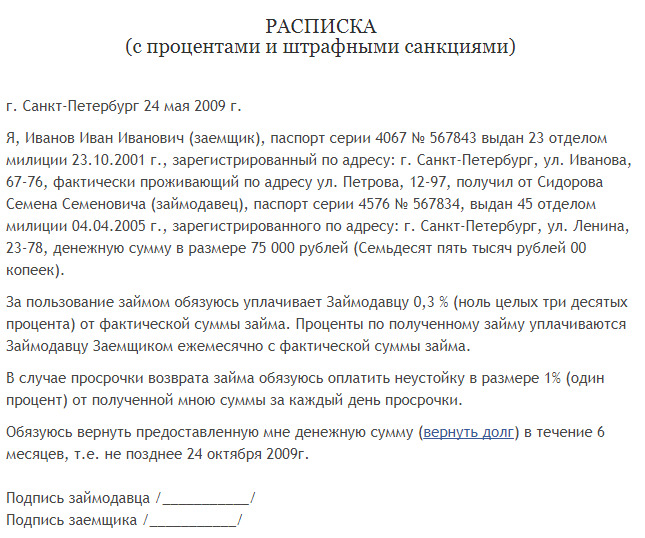 РАСПИСКА
(с процентами и штрафными санкциями)
г. Санкт-Петербург 24 мая 2009 г.
Я, Иванов Иван Иванович (заемщик), паспорт серии 4067 № 567843 выдан 23 отделом
милиции 23.10.2001 г., зарегистрированный по адресу: г. Санкт-Петербург, ул. Иванова,
67-76, фактически проживающий по адресу ул. Петрова, 12-97, получил от Сидорова
Семена Семеновича (займодавец), паспорт серии 4576 № 567834, выдан 45 отделом
милиции 04.04.2005 г., зарегистрированного по адресу: г. Санкт-Петербург, ул. Ленина,
23-78, денежную сумму в размере 75 000 рублей (Семьдесят пять тысяч рублей 00
копеек).
За пользование займом обязуюсь уплачивает Займодавцу 0,3 % (ноль целых три десятых
процента) от фактической суммы займа. Проценты по полученному займу уплачиваются
Займодавцу Заемщиком ежемесячно с фактической суммы займа.
В случае просрочки возврата займа обязуюсь оплатить неустойку в размере 1% (один
процент) от полученной мною суммы за каждый день просрочки.
Обязуюсь вернуть предоставленную мне денежную сумму (вернуть долг) в течение 6
месяцев, т.е. не позднее 24 октября 2009г.
Подпись займодавца /___________/
Подпись заемщика /___________/